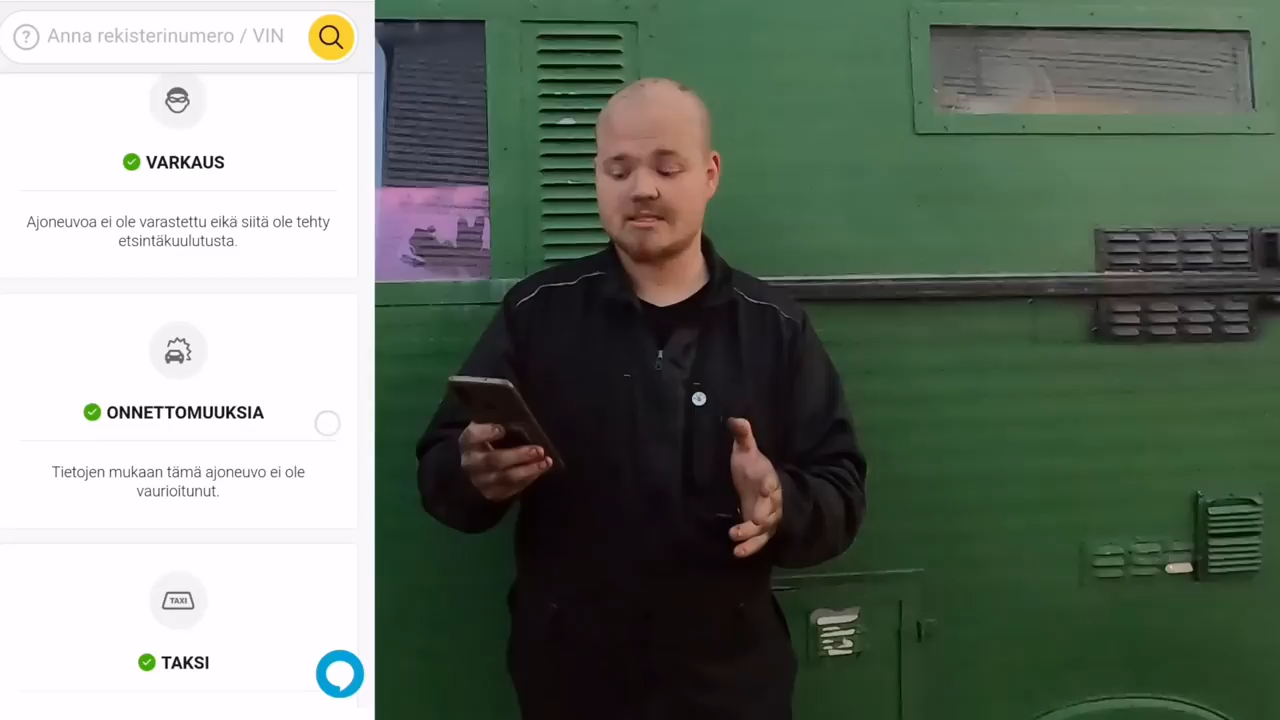 Anna rekisterinumero / VIN
VARKAUS
Ajoneuvoa ei ole varastettu eikä siitä ole tehty
etsintäkuulutusta.
ONNETTOMUUKSIA
Tietojen mukaan tämä ajoneuvo ei ole
vaurioitunut.
TAXI
TAKSI